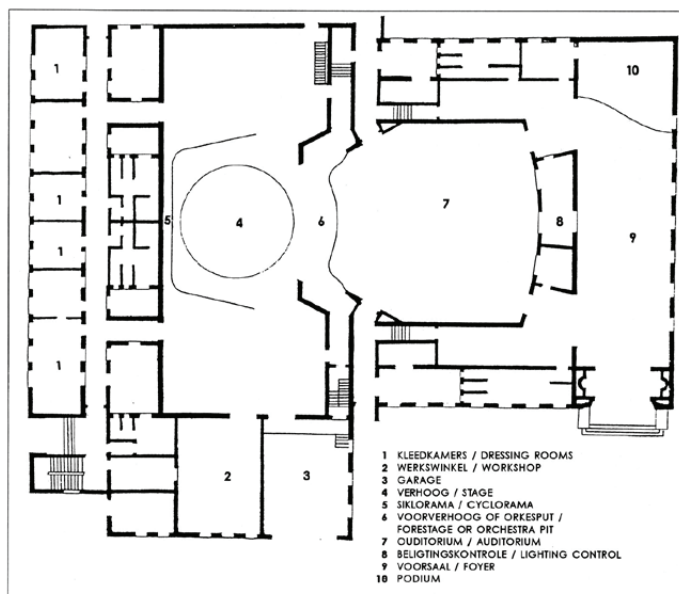 1
10
1
5
4
6
7
8
9
1
1
2
3
1 KLEEDKAMERS / DRESSING ROOMS
2 WERKSWINKEL / WORKSHOP
3 GARAGE
4 VERHOOG / STAGE
5 SIKLORAMA / CYCLORAMA
6 VOORVERHOOG OF ORKESPUT /
FORESTAGE OR ORCHESTRA PIT
7 OUDITORIUM / AUDITORIUM
8 BELIGTINGSKONTROLE / LIGHTING CONTROL
9 VOORSAAL / FOYER
10 PODIUM